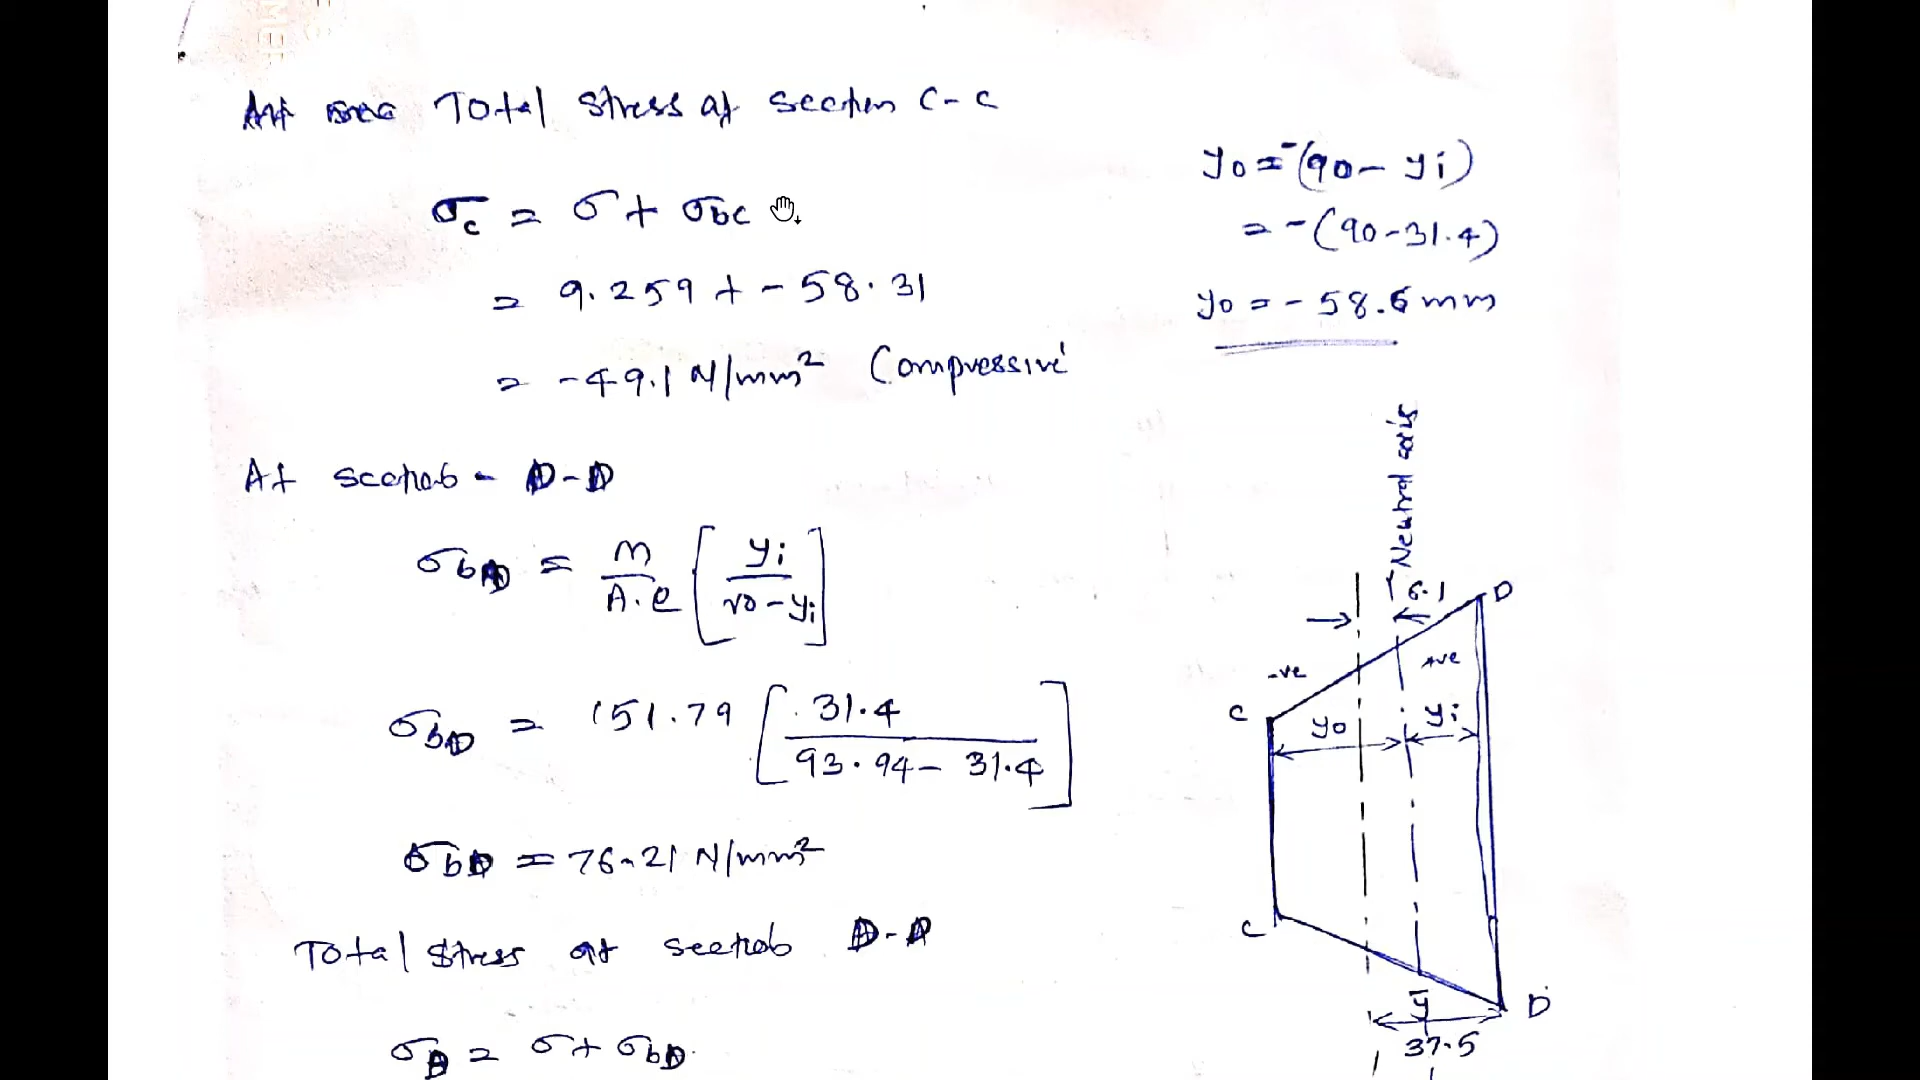 Total stress at section C-C
σc = σ + σbc
= 9.259 + - 58.31
= -49.1 N/mm² Compressive
yo = -(90 - yi)
= -(90-31.4)
yo = - 58.6 mm
At section - D-D
σbD = M/A.e [yi/ro - yi]
σbD = 151.79 [31.4/93.94 - 31.4]
σbD = 76.21 N/mm²
Total stress at section D-D
σD = σ + σbD
Neutral axis
6.1
D
-ve
+ve
C
yo
yi
C
ȳ
D
37.5